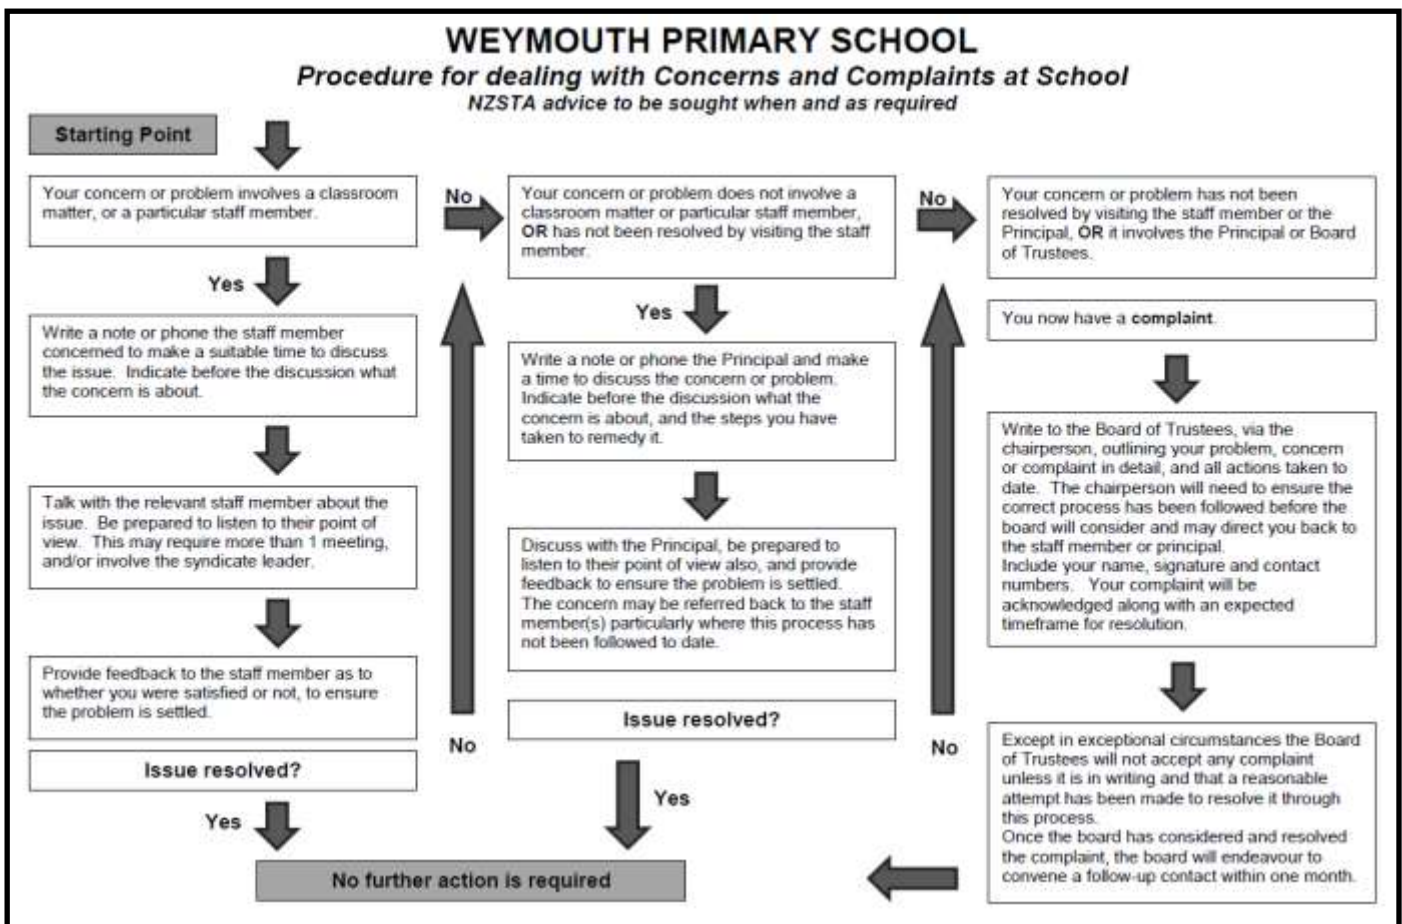 WEYMOUTH PRIMARY SCHOOL
Procedure for dealing with Concerns and Complaints at School
NZSTA advice to be sought when and as required
Starting Point
Your concern or problem involves a classroom
matter, or a particular staff member.
Yes
Write a note or phone the staff member
concerned to make a suitable time to discuss
the issue. Indicate before the discussion what
the concern is about.
Talk with the relevant staff member about the
issue. Be prepared to listen to their point of
view. This may require more than 1 meeting,
and/or involve the syndicate leader.
Provide feedback to the staff member as to
whether you were satisfied or not, to ensure
the problem is settled.
Issue resolved?
Yes
No
No
Your concern or problem does not involve a
classroom matter or particular staff member,
OR has not been resolved by visiting the staff
member.
Yes
Write a note or phone the Principal and make
a time to discuss the concern or problem.
Indicate before the discussion what the
concern is about, and the steps you have
taken to remedy it.
Discuss with the Principal, be prepared to
listen to their point of view also, and provide
feedback to ensure the problem is settled.
The concern may be referred back to the staff
member(s) particularly where this process has
not been followed to date.
Issue resolved?
Yes
No
No
Your concern or problem has not been
resolved by visiting the staff member or the
Principal, OR it involves the Principal or Board
of Trustees.
You now have a complaint.
Write to the Board of Trustees, via the
chairperson, outlining your problem, concern
or complaint in detail, and all actions taken to
date. The chairperson will need to ensure the
correct process has been followed before the
board will consider and may direct you back to
the staff member or principal.
Include your name, signature and contact
numbers. Your complaint will be
acknowledged along with an expected
timeframe for resolution.
Except in exceptional circumstances the Board
of Trustees will not accept any complaint
unless it is in writing and that a reasonable
attempt has been made to resolve it through
this process.
Once the board has considered and resolved
the complaint, the board will endeavour to
convene a follow-up contact within one month.
No further action is required